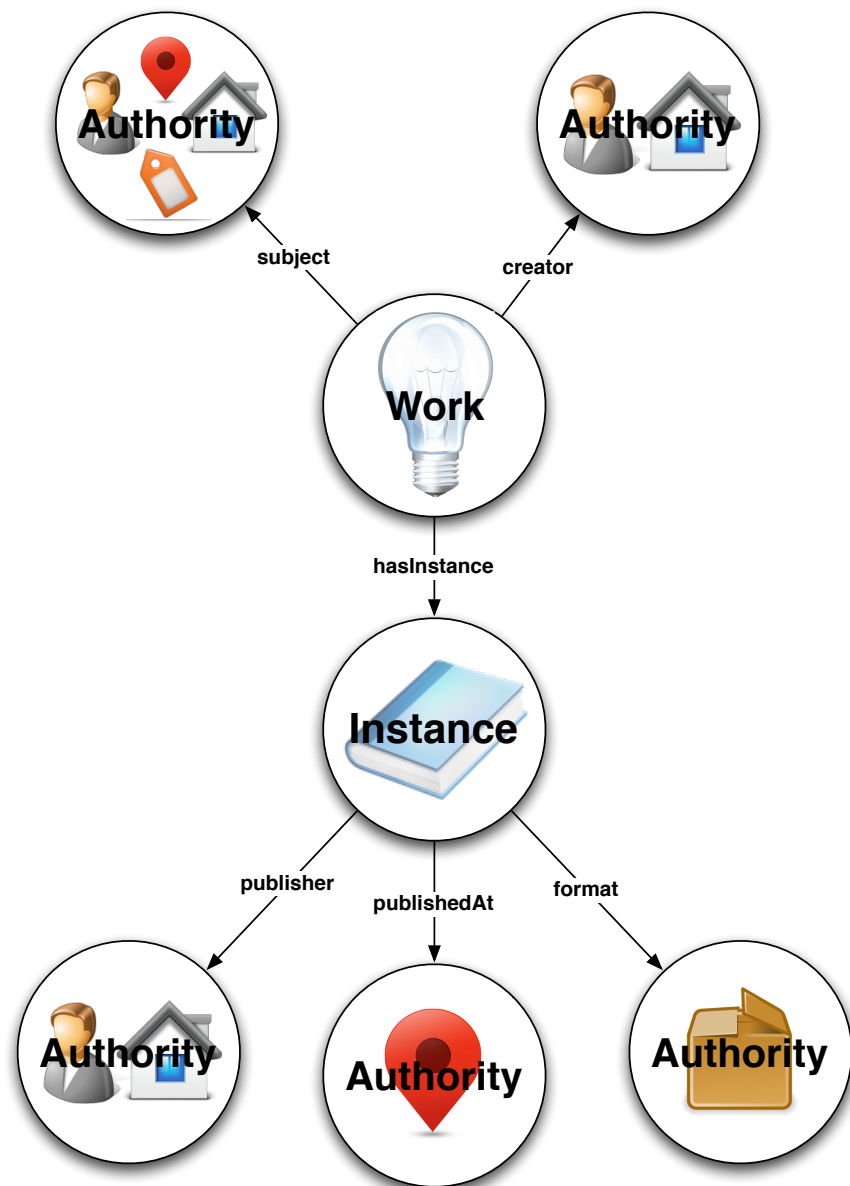 Authority
Authority
subject
creator
Work
hasInstance
Instance
publisher
publishedAt
format
Authority
Authority
Authority